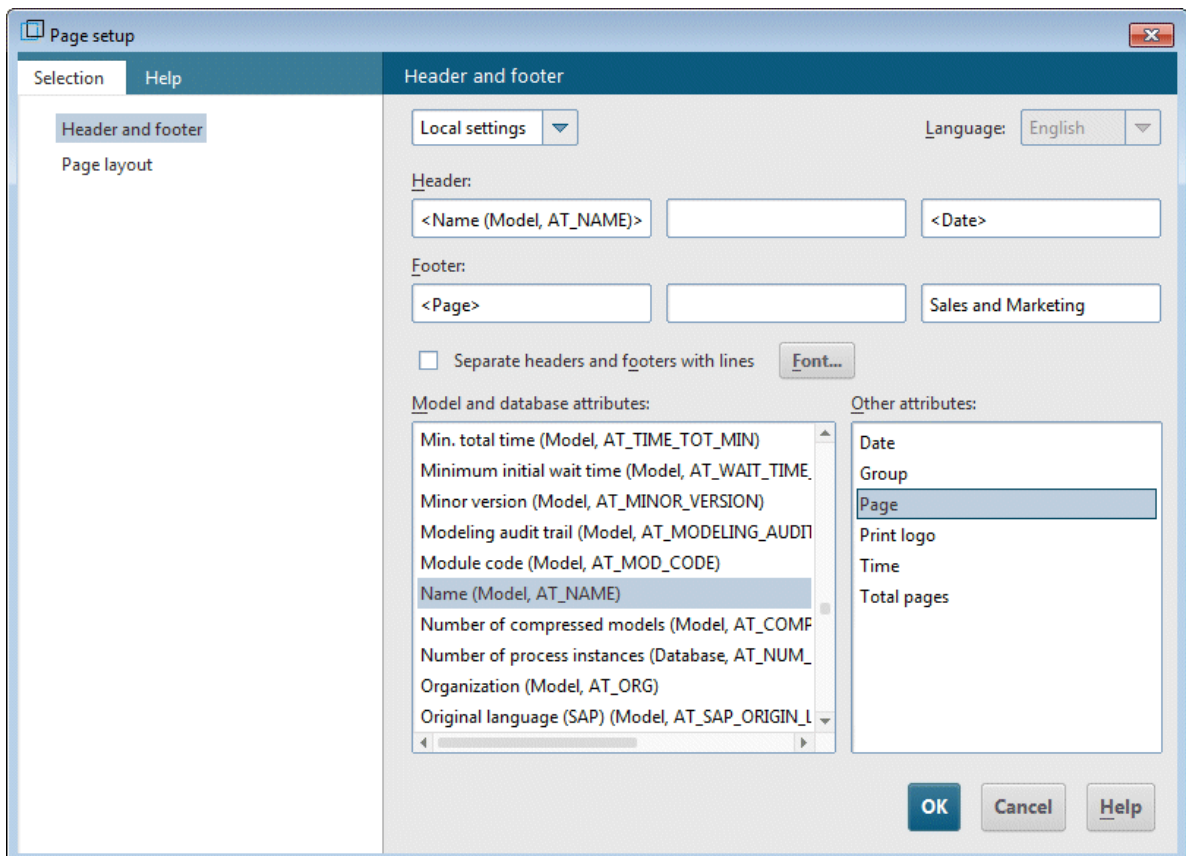 Page setup
Selection Help
Header and footer
Header and footer
Page layout
Local settings
Language: English
Header:
<Name (Model, AT_NAME)> <Date>
Footer:
<Page> Sales and Marketing
Separate headers and footers with lines Font...
Model and database attributes: Other attributes:
Min. total time (Model, AT_TIME_TOT_MIN) Date
Minimum initial wait time (Model, AT_WAIT_TIME_ Group
Minor version (Model, AT_MINOR_VERSION) Page
Modeling audit trail (Model, AT_MODELING_AUDIT Print logo
Module code (Model, AT_MOD_CODE) Time
Name (Model, AT_NAME) Total pages
Number of compressed models (Model, AT_COMP
Number of process instances (Database, AT_NUM_
Organization (Model, AT_ORG)
Original language (SAP) (Model, AT_SAP_ORIGIN_L
OK Cancel Help